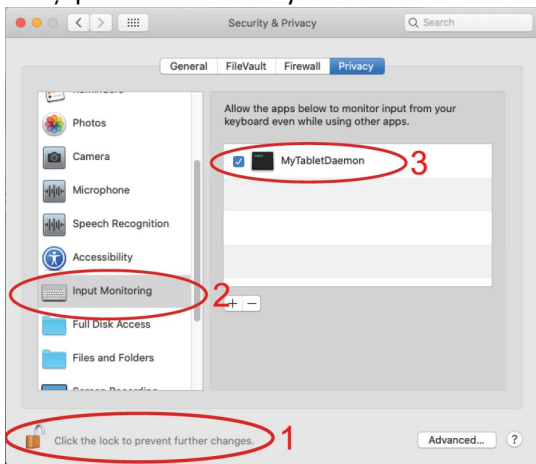 Security & Privacy
Search
General FileVault Firewall Privacy
Photos
Camera
Microphone
Speech Recognition
Accessibility
Input Monitoring
2
Full Disk Access
Files and Folders
Screen Recording
Allow the apps below to monitor input from your
keyboard even while using other apps.
MyTabletDaemon
3
+ −
Click the lock to prevent further changes.
1
Advanced... ?